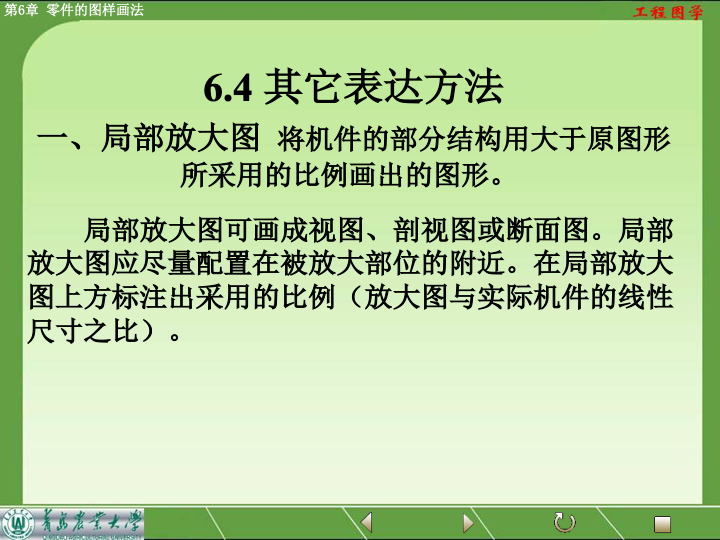 第6章 零件的图样画法
工程图学
6.4 其它表达方法
一、局部放大图 将机件的部分结构用大于原图形
所采用的比例画出的图形。
局部放大图可画成视图、剖视图或断面图。局部
放大图应尽量配置在被放大部位的附近。在局部放大
图上方标注出采用的比例（放大图与实际机件的线性
尺寸之比）。
青岛农业大学